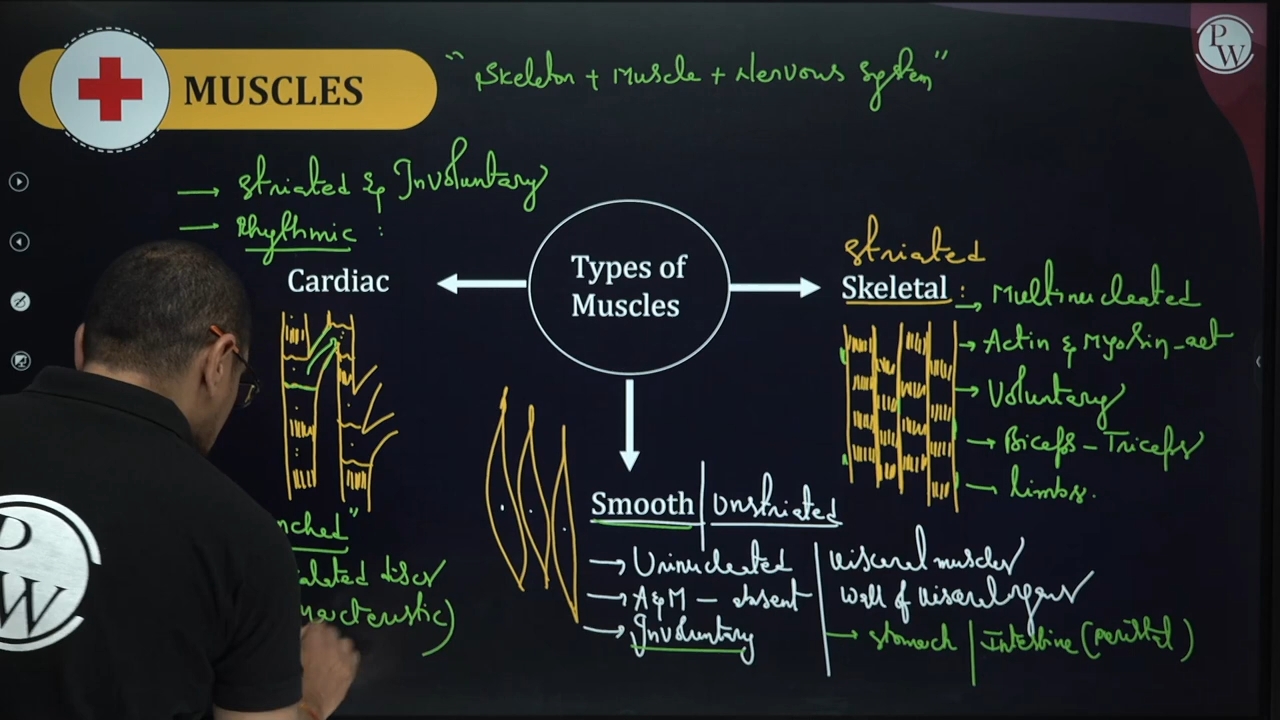 MUSCLES
"Skeleton + Muscle + Nervous System"
→ Striated & Involuntary
→ Rhythmic :
Cardiac
Types of
Muscles
Striated
Skeletal :
→ Multinucleated
→ Actin & Myosin - act
→ Voluntary
→ Biceps - Triceps
→ limbs.
nched"
alated discs
racteristic)
Smooth | Unstriated
→ Uninucleated
→ A&M - absent
→ Involuntary
visceral muscles
Wall of visceral organs
→ stomach | Intestine (peristal)
PW
PW